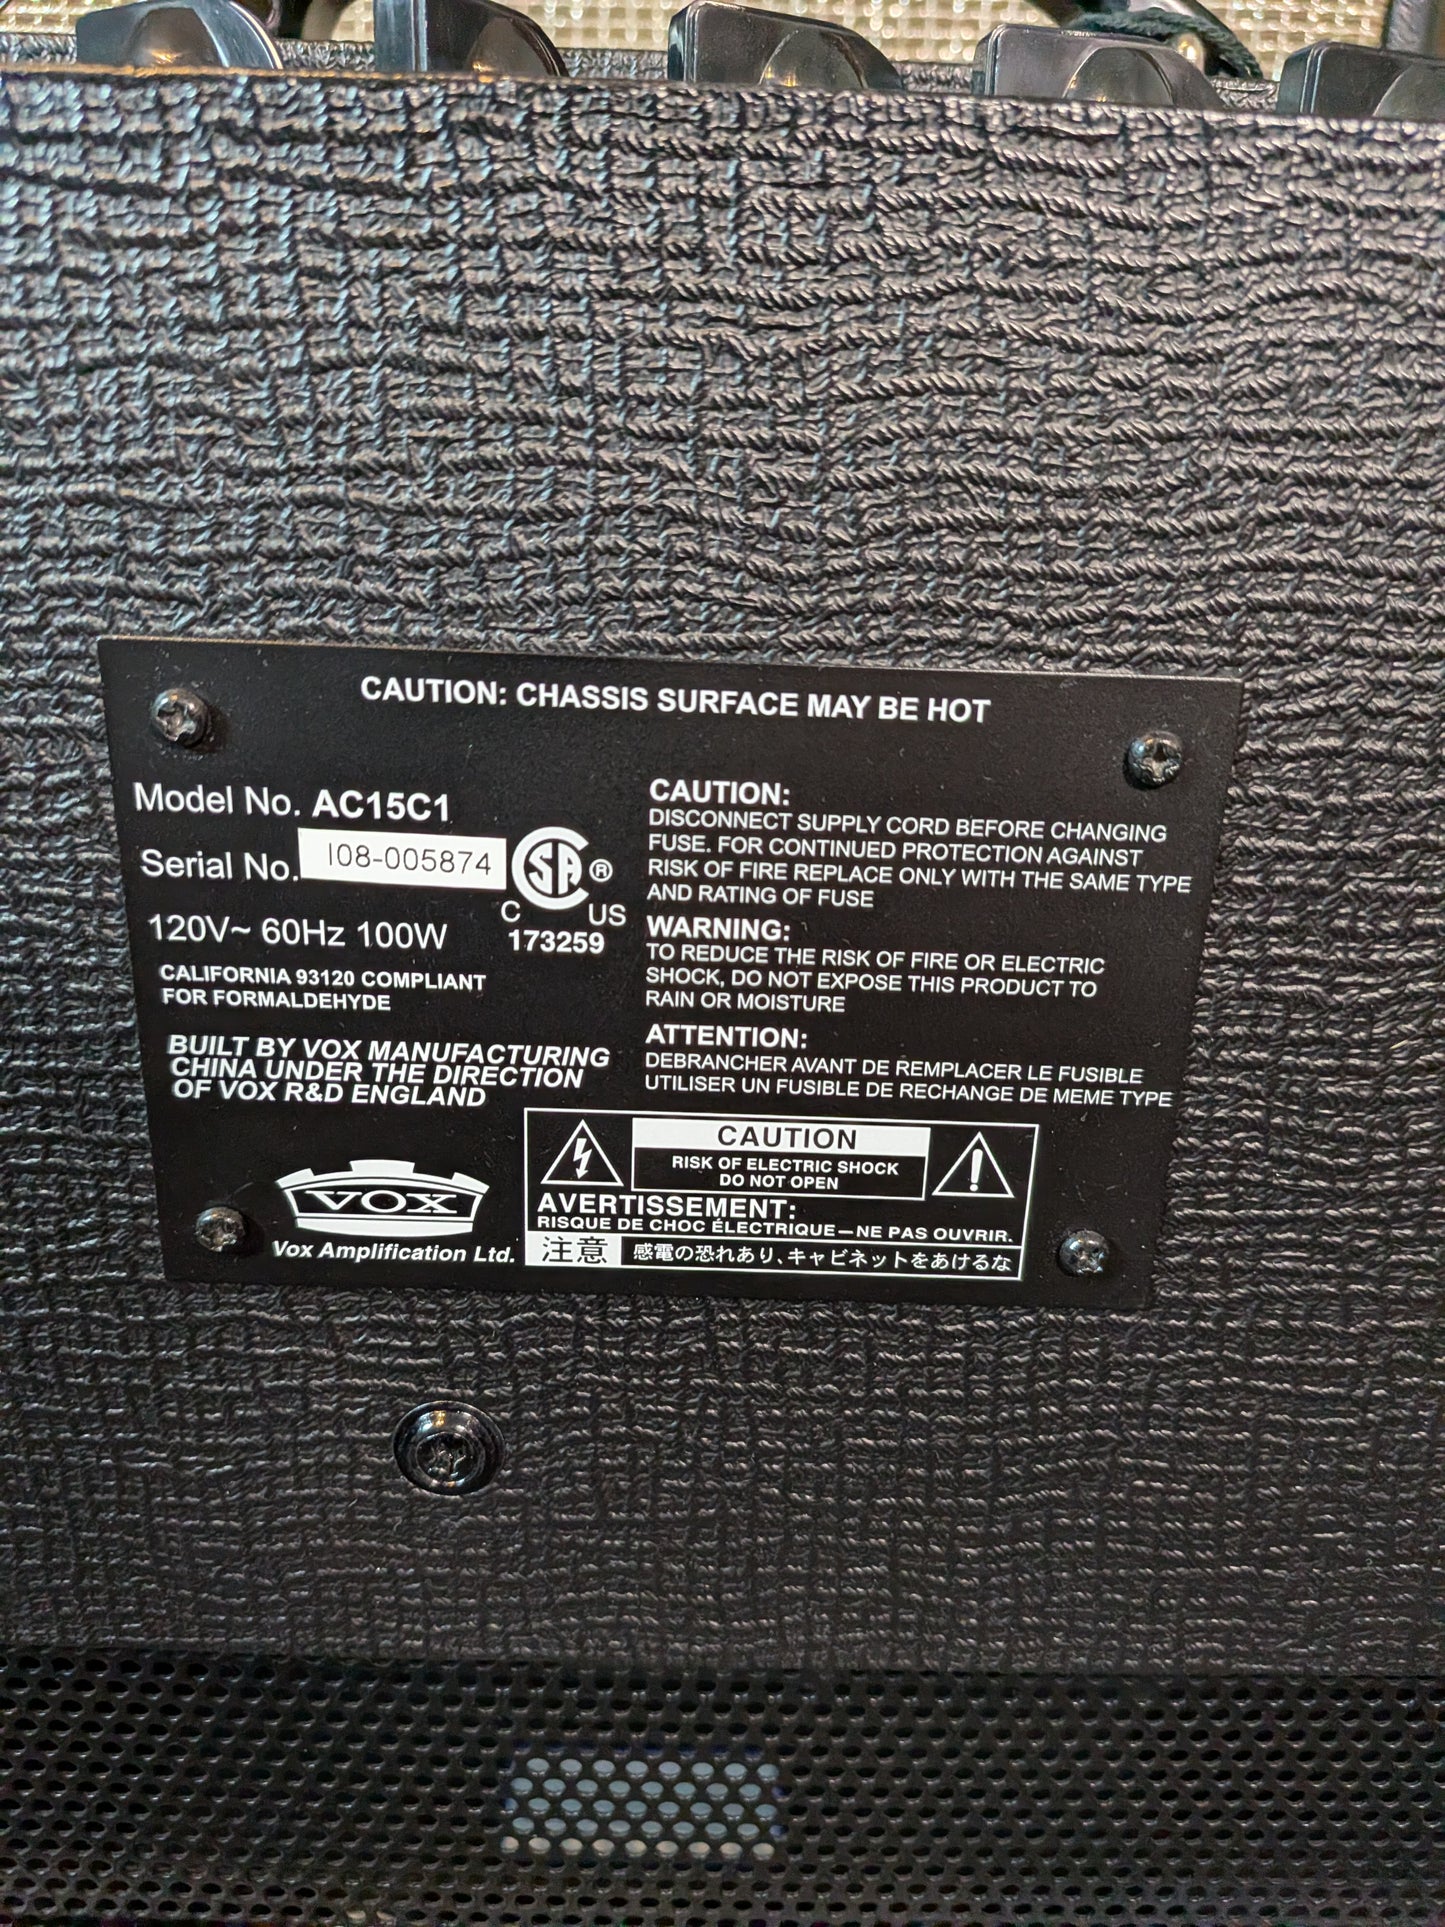 CAUTION: CHASSIS SURFACE MAY BE HOT
Model No. AC15C1
Serial No. I08-005874
SA ®
C US
173259
120V~ 60Hz 100W
CALIFORNIA 93120 COMPLIANT
FOR FORMALDEHYDE
BUILT BY VOX MANUFACTURING
CHINA UNDER THE DIRECTION
OF VOX R&D ENGLAND
VOX
Vox Amplification Ltd.
CAUTION:
DISCONNECT SUPPLY CORD BEFORE CHANGING
FUSE. FOR CONTINUED PROTECTION AGAINST
RISK OF FIRE REPLACE ONLY WITH THE SAME TYPE
AND RATING OF FUSE
WARNING:
TO REDUCE THE RISK OF FIRE OR ELECTRIC
SHOCK, DO NOT EXPOSE THIS PRODUCT TO
RAIN OR MOISTURE
ATTENTION:
DEBRANCHER AVANT DE REMPLACER LE FUSIBLE
UTILISER UN FUSIBLE DE RECHANGE DE MEME TYPE
CAUTION
RISK OF ELECTRIC SHOCK
DO NOT OPEN
AVERTISSEMENT:
RISQUE DE CHOC ÉLECTRIQUE—NE PAS OUVRIR.
注意 感電の恐れあり、キャビネットをあけるな